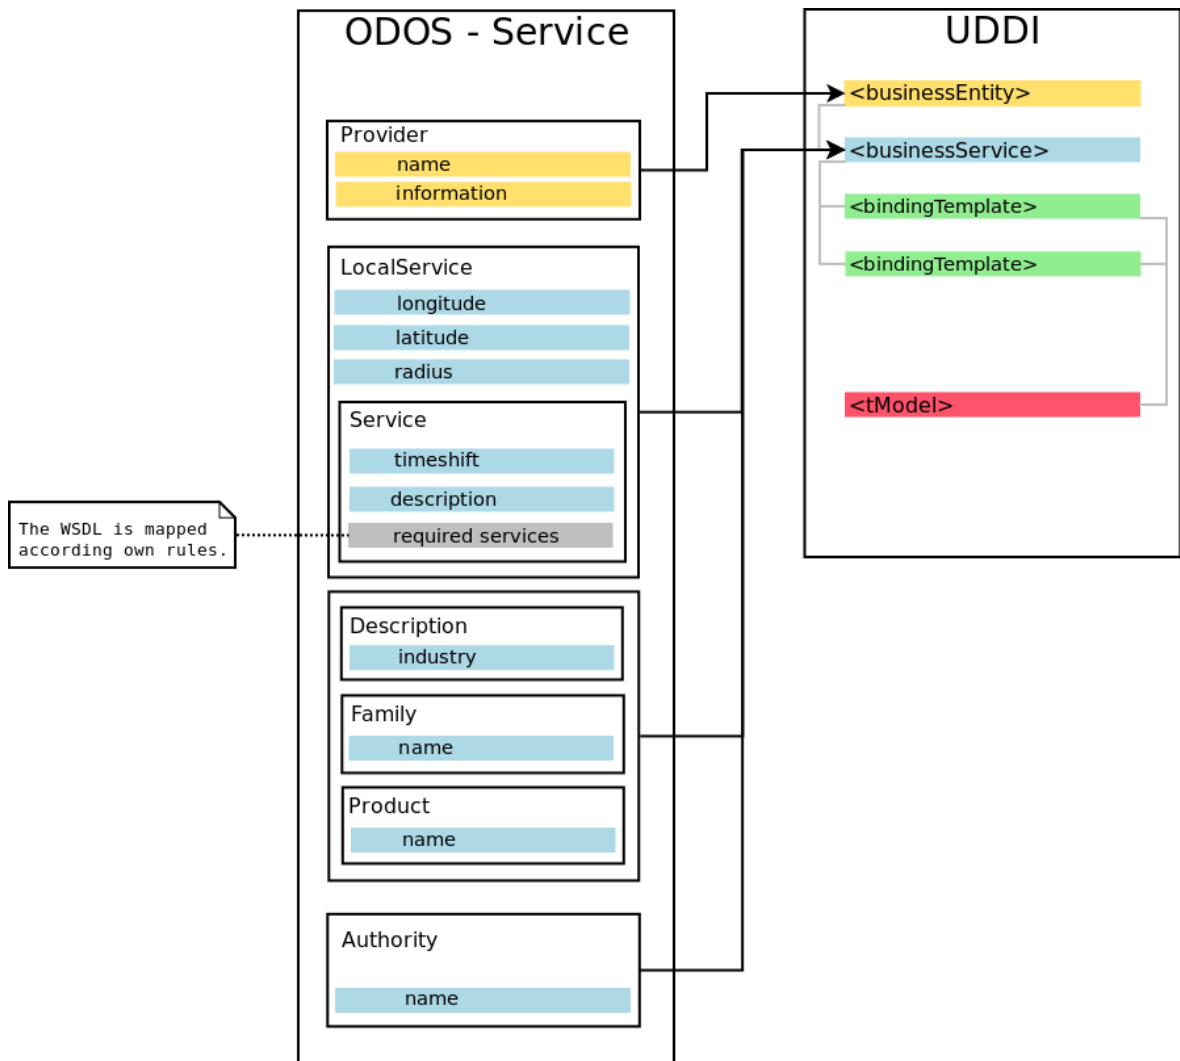 ODOS - Service
Provider
name
information
LocalService
longitude
latitude
radius
Service
timeshift
description
required services
The WSDL is mapped
according own rules.
Description
industry
Family
name
Product
name
Authority
name
UDDI
<businessEntity>
<businessService>
<bindingTemplate>
<bindingTemplate>
<tModel>